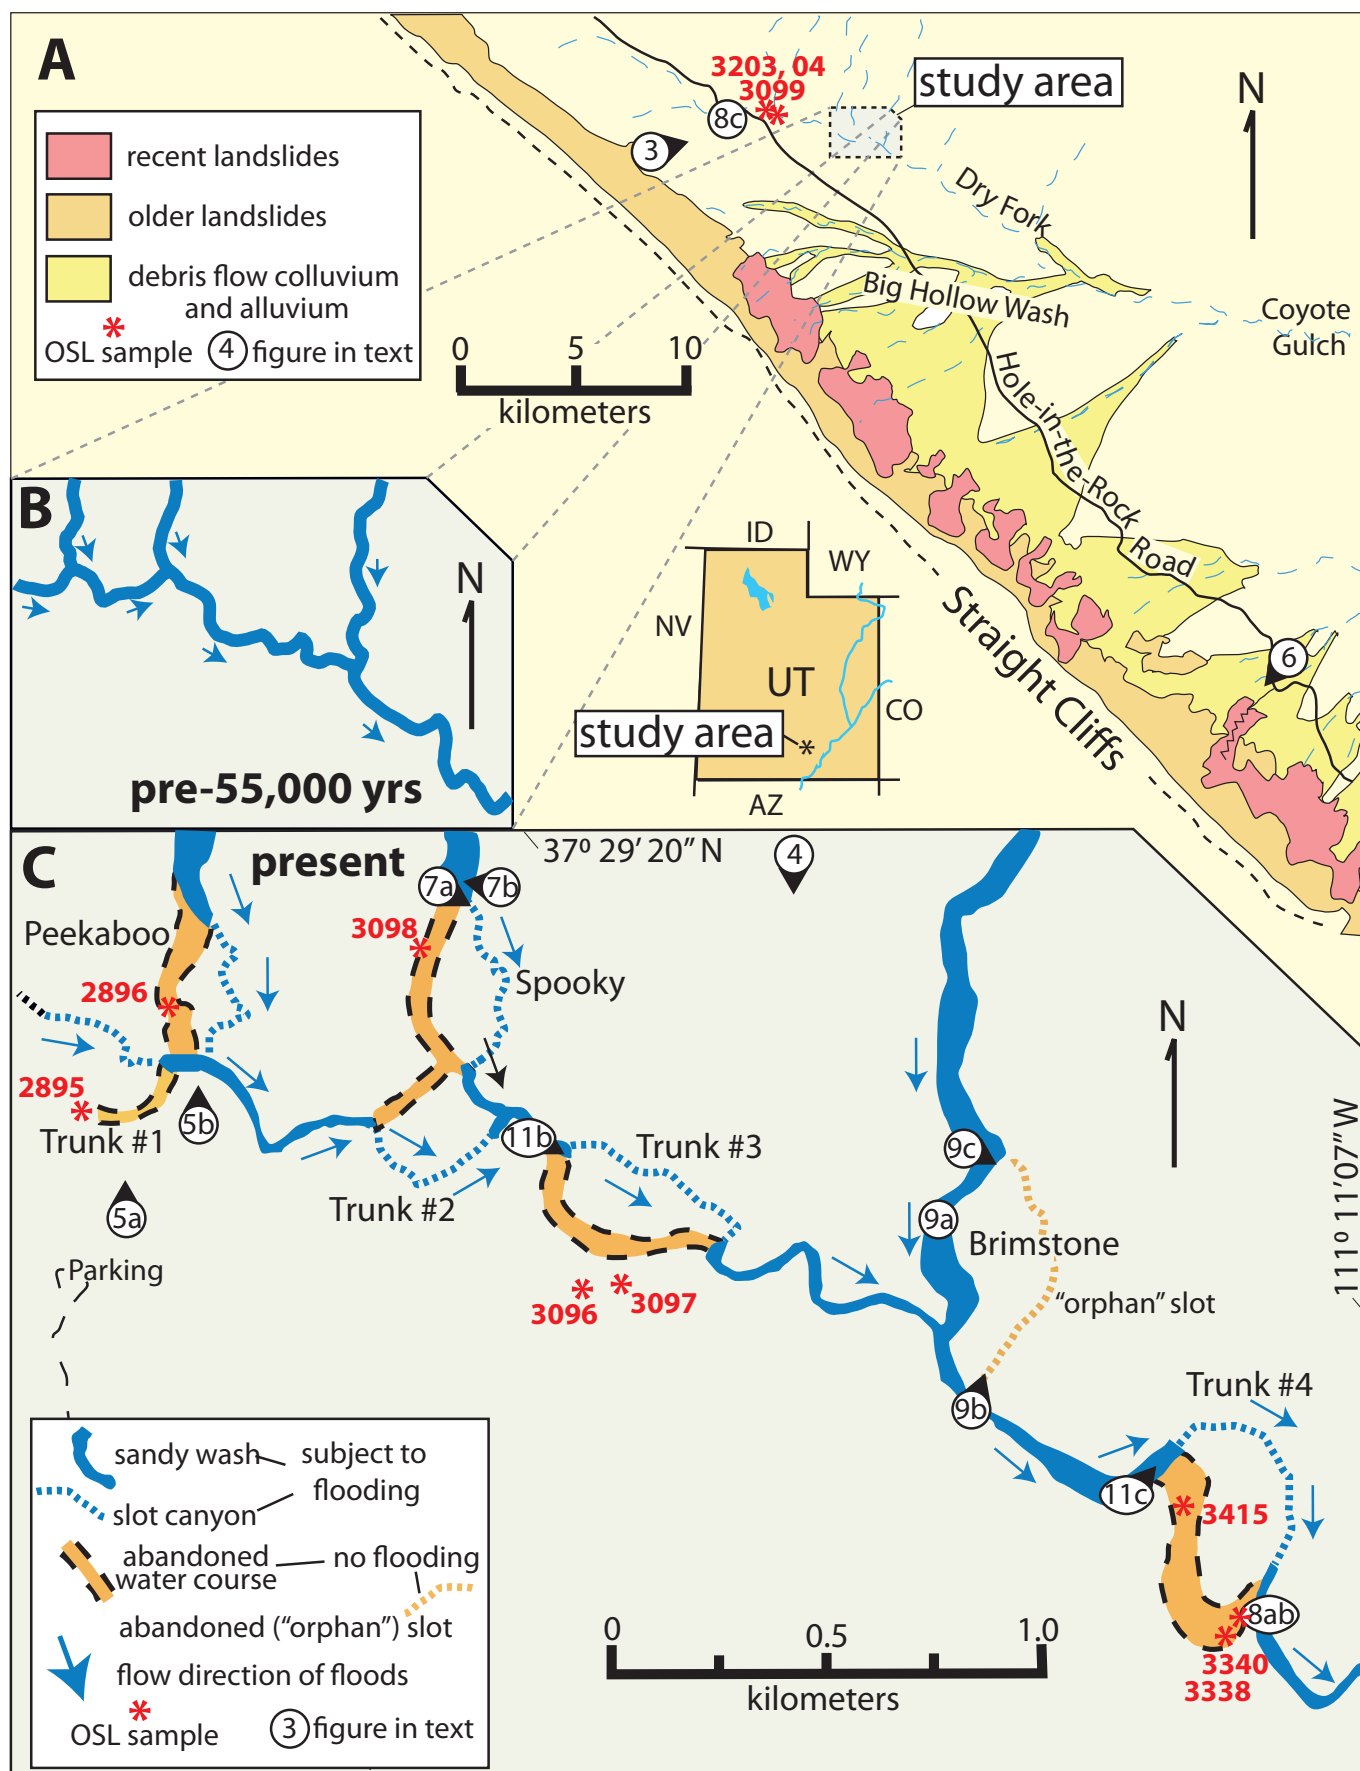 A
3203, 04
3099
study area
N
8c
3
recent landslides
older landslides
debris flow colluvium
and alluvium
OSL sample
4
figure in text
Dry Fork
Big Hollow Wash
Coyote
Gulch
0 5 10
kilometers
Hole-in-the-Rock
Road
Straight Cliffs
6
ID
WY
NV
UT
CO
study area
AZ
B
N
pre-55,000 yrs
C
present
37⁰ 29’ 20” N
4
7a
7b
Peekaboo
3098
Spooky
2896
N
2895
Trunk #1
5b
11b
Trunk #3
9c
111⁰ 11’07” W
Trunk #2
5a
9a
Brimstone
Parking
3096
3097
“orphan” slot
Trunk #4
9b
11c
3415
sandy wash
subject to
flooding
slot canyon
abandoned
water course
no flooding
abandoned (“orphan”) slot
flow direction of floods
OSL sample
3
figure in text
0 0.5 1.0
kilometers
8ab
3340
3338